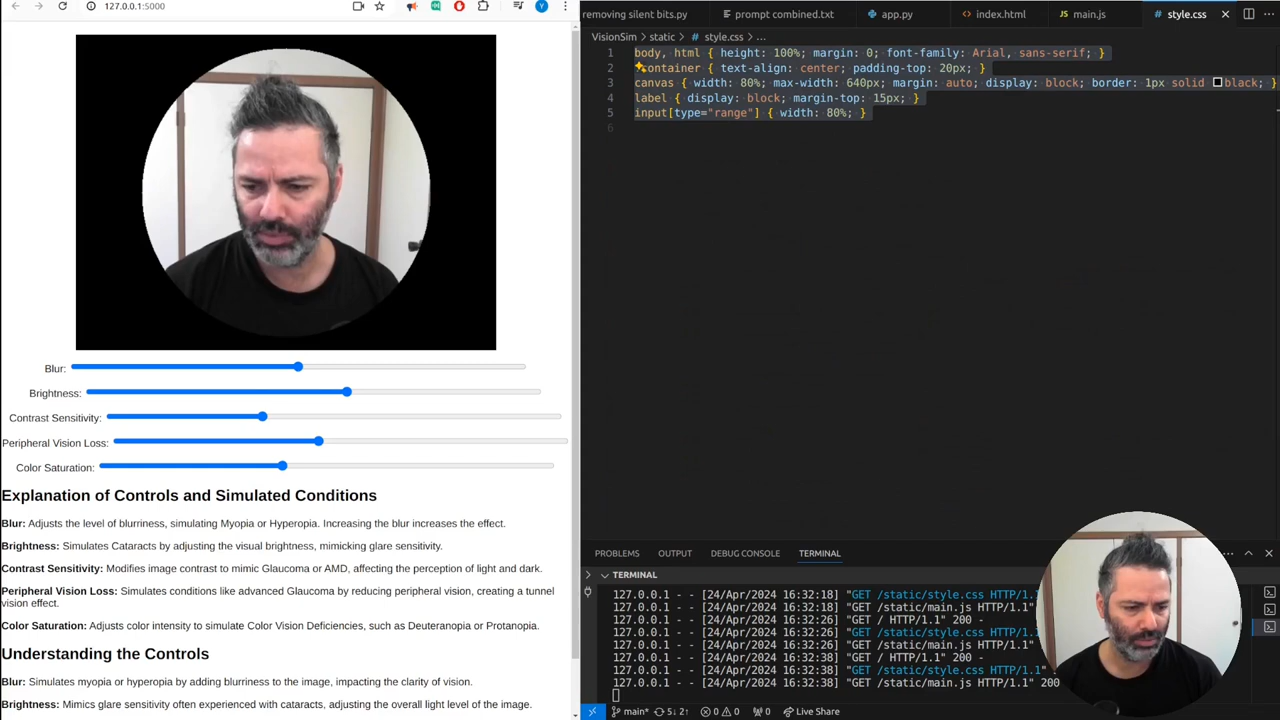 127.0.0.1:5000
Y
Blur:
Brightness:
Contrast Sensitivity:
Peripheral Vision Loss:
Color Saturation:
Explanation of Controls and Simulated Conditions
Blur: Adjusts the level of blurriness, simulating Myopia or Hyperopia. Increasing the blur increases the effect.
Brightness: Simulates Cataracts by adjusting the visual brightness, mimicking glare sensitivity.
Contrast Sensitivity: Modifies image contrast to mimic Glaucoma or AMD, affecting the perception of light and dark.
Peripheral Vision Loss: Simulates conditions like advanced Glaucoma by reducing peripheral vision, creating a tunnel
vision effect.
Color Saturation: Adjusts color intensity to simulate Color Vision Deficiencies, such as Deuteranopia or Protanopia.
Understanding the Controls
Blur: Simulates myopia or hyperopia by adding blurriness to the image, impacting the clarity of vision.
Brightness: Mimics glare sensitivity often experienced with cataracts, adjusting the overall light level of the image.
removing silent bits.py prompt combined.txt app.py index.html JS main.js # style.css
VisionSim > static > # style.css > ...
1 body, html { height: 100%; margin: 0; font-family: Arial, sans-serif; }
2 ontainer { text-align: center; padding-top: 20px; }
3 canvas { width: 80%; max-width: 640px; margin: auto; display: block; border: 1px solid black; }
4 label { display: block; margin-top: 15px; }
5 input[type="range"] { width: 80%; }
6
PROBLEMS OUTPUT DEBUG CONSOLE TERMINAL
TERMINAL
127.0.0.1 - - [24/Apr/2024 16:32:18] "GET /static/style.css HTTP/1.1"
127.0.0.1 - - [24/Apr/2024 16:32:18] "GET /static/main.js HTTP/1.1"
127.0.0.1 - - [24/Apr/2024 16:32:26] "GET / HTTP/1.1" 200 -
127.0.0.1 - - [24/Apr/2024 16:32:26] "GET /static/style.css HTTP/1.1
127.0.0.1 - - [24/Apr/2024 16:32:26] "GET /static/main.js HTTP/1.1"
127.0.0.1 - - [24/Apr/2024 16:32:38] "GET / HTTP/1.1" 200 -
127.0.0.1 - - [24/Apr/2024 16:32:38] "GET /static/style.css HTTP/1.1"
127.0.0.1 - - [24/Apr/2024 16:32:38] "GET /static/main.js HTTP/1.1" 200
main* 5↓ 2↑ 0 0 0 Live Share